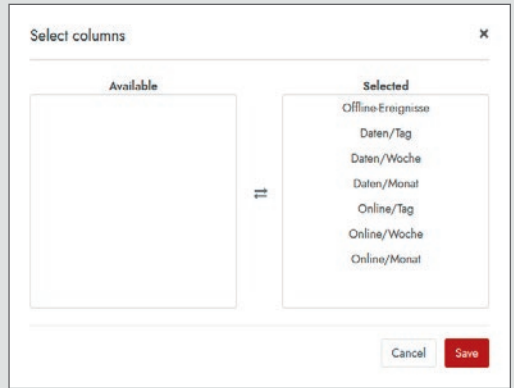 Select columns
×
Available
Selected
Offline-Ereignisse
Daten/Tag
Daten/Woche
Daten/Monat
Online/Tag
Online/Woche
Online/Monat
Cancel
Save